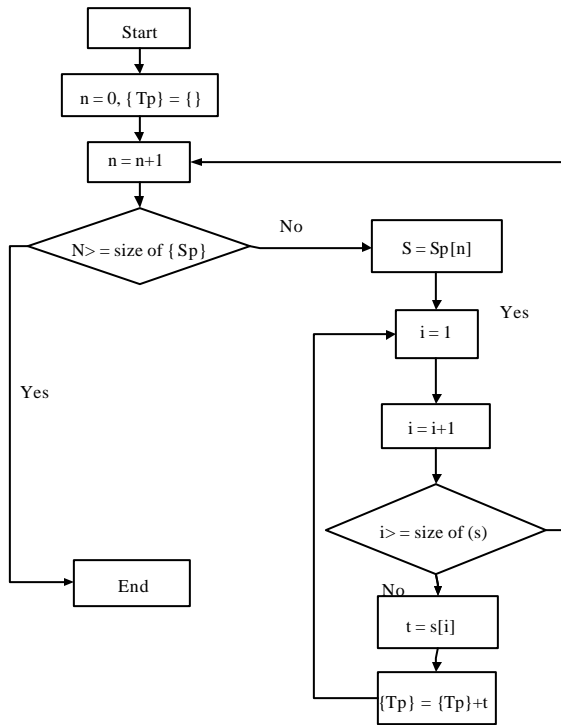 Start
n = 0, { Tp} = {}
n = n+1
N> = size of { Sp}
No
S = Sp[n]
Yes
i = 1
Yes
i = i+1
i> = size of (s)
End
No
t = s[i]
{Tp} = {Tp}+t